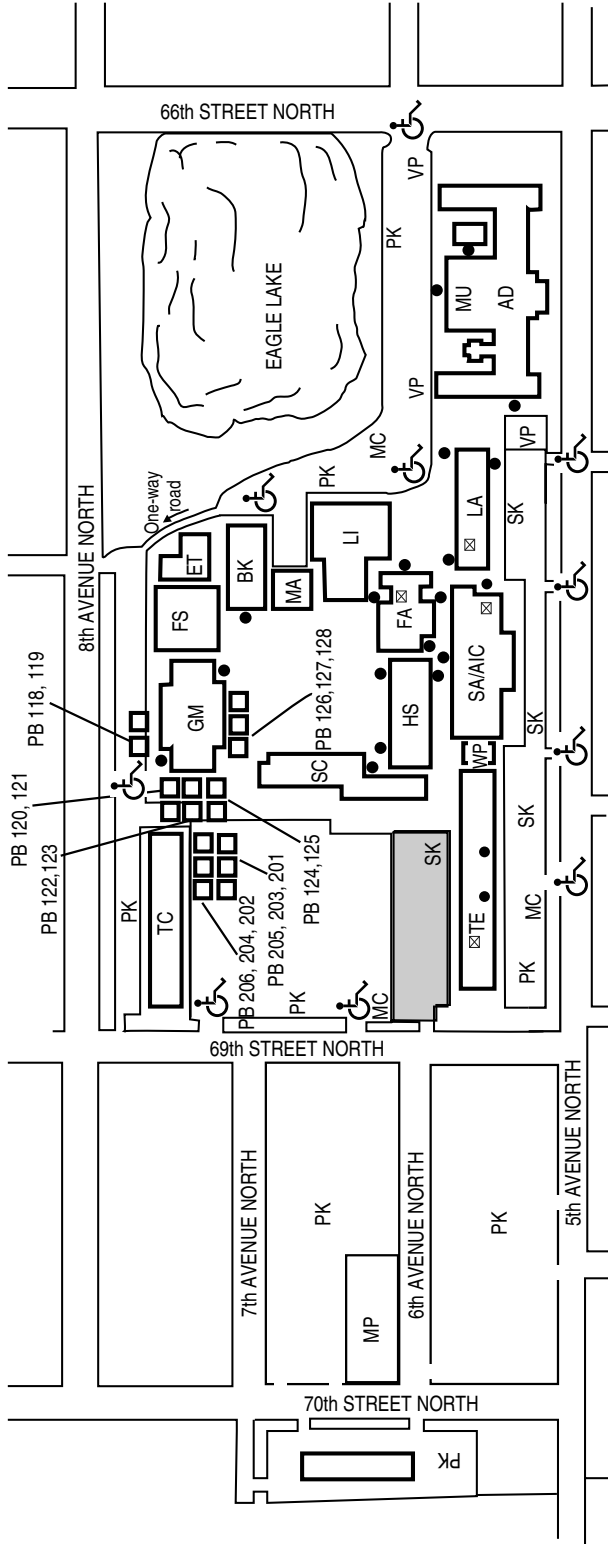 66th STREET NORTH
VP
PK
EAGLE LAKE
MU
AD
VP
MC
PK
VP
8th AVENUE NORTH
One-way
road
ET
BK
MA
LI
LA
SK
FS
FA
PB 118, 119
GM
PB 126,127,128
HS
SA/AIC
SK
SC
WP
PB 120, 121
PB 122,123
PB 124,125
PK
TC
SK
SK
PB 206, 204, 202
PB 205, 203, 201
TE
MC
PK
MC
PK
69th STREET NORTH
7th AVENUE NORTH
PK
MP
6th AVENUE NORTH
PK
5th AVENUE NORTH
70th STREET NORTH
PK